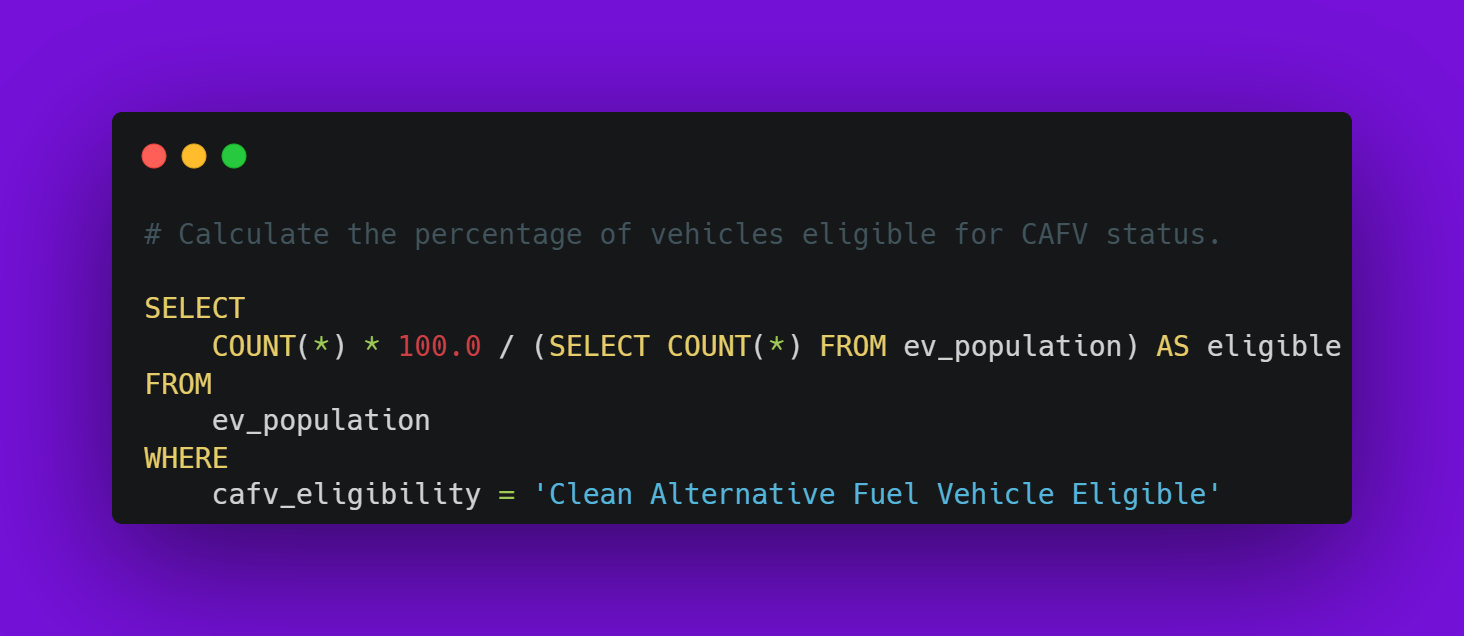 # Calculate the percentage of vehicles eligible for CAFV status.
SELECT
    COUNT(*) * 100.0 / (SELECT COUNT(*) FROM ev_population) AS eligible
FROM
    ev_population
WHERE
    cafv_eligibility = 'Clean Alternative Fuel Vehicle Eligible'